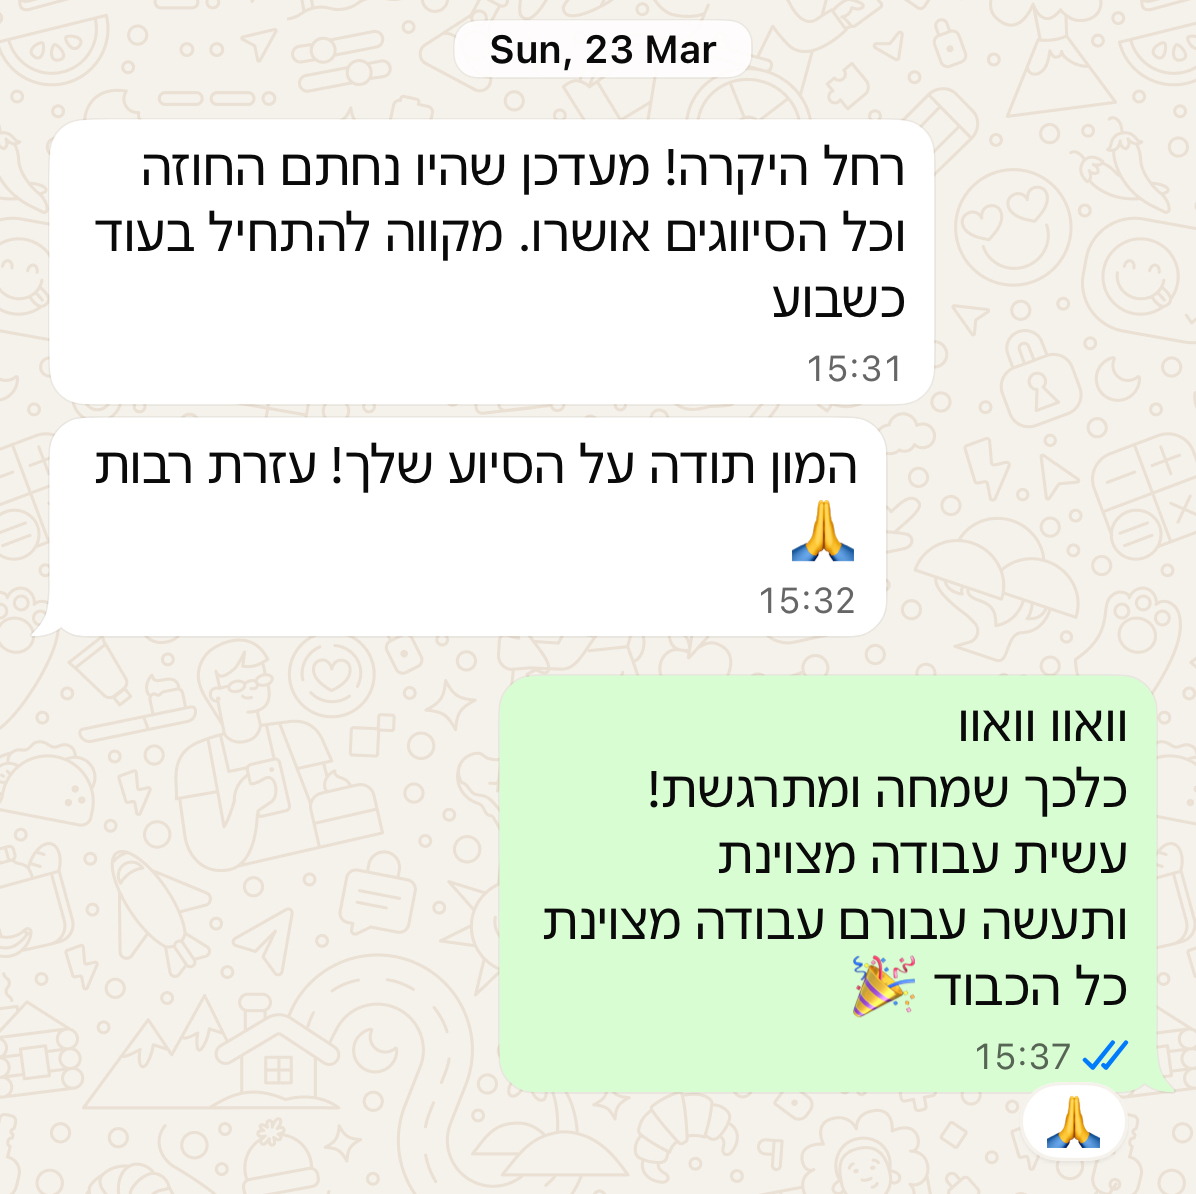 Sun, 23 Mar
רחל היקרה! מעדכן שהיו נחתם החוזה
וכל הסיווגים אושרו. מקווה להתחיל בעוד
כשבוע
15:31
המון תודה על הסיוע שלך! עזרת רבות
🙏
15:32
וואוו וואוו
כלכך שמחה ומתרגשת!
עשית עבודה מצוינת
ותעשה עבורם עבודה מצוינת
כל הכבוד 🎉
15:37
🙏